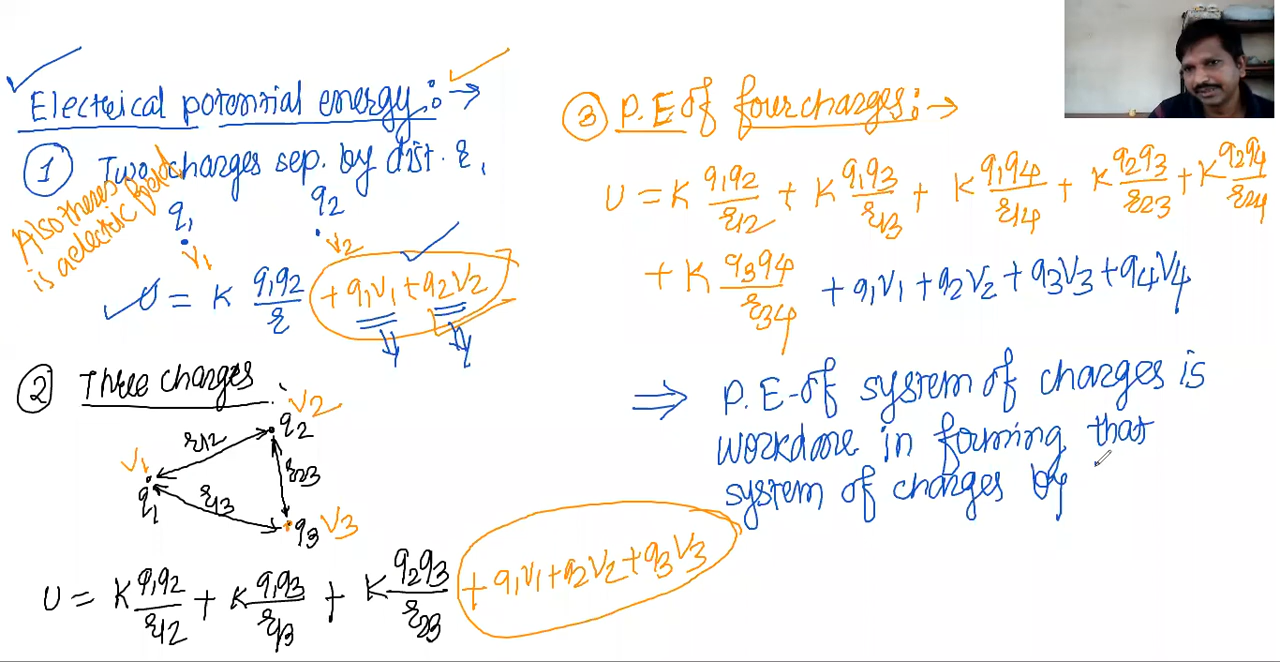 Electrical potential energy: →
① Two charges sep. by dist. r,
Also theres
is a electric field
q1
q2
V1
V2
U = K q1q2/r + q1V1 + q2V2
② Three charges
V2
r12
q2
V1
r23
q1
r13
q3 V3
U = K q1q2/r12 + K q1q3/r13 + K q2q3/r23 + q1V1 + q2V2 + q3V3
③ P.E of four charges: →
U = K q1q2/r12 + K q1q3/r13 + K q1q4/r14 + K q2q3/r23 + K q2q4/r24
+ K q3q4/r34 + q1V1 + q2V2 + q3V3 + q4V4
⇒ P.E. of system of charges is
workdone in forming that
system of charges by